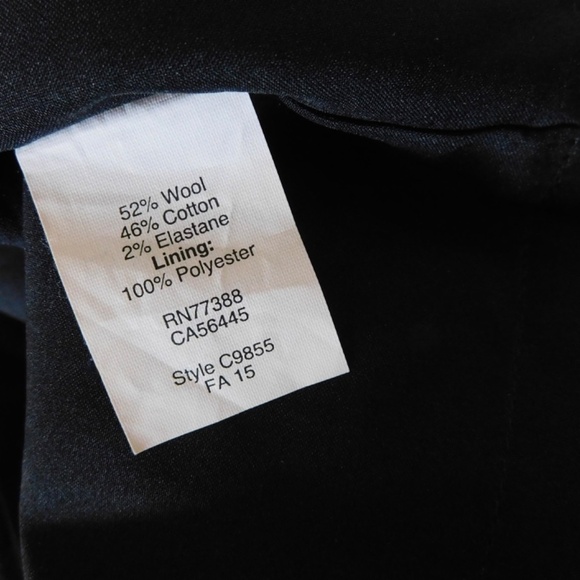 52% Wool
46% Cotton
2% Elastane
Lining:
100% Polyester
RN77388
CA56445
Style C9855
FA 15